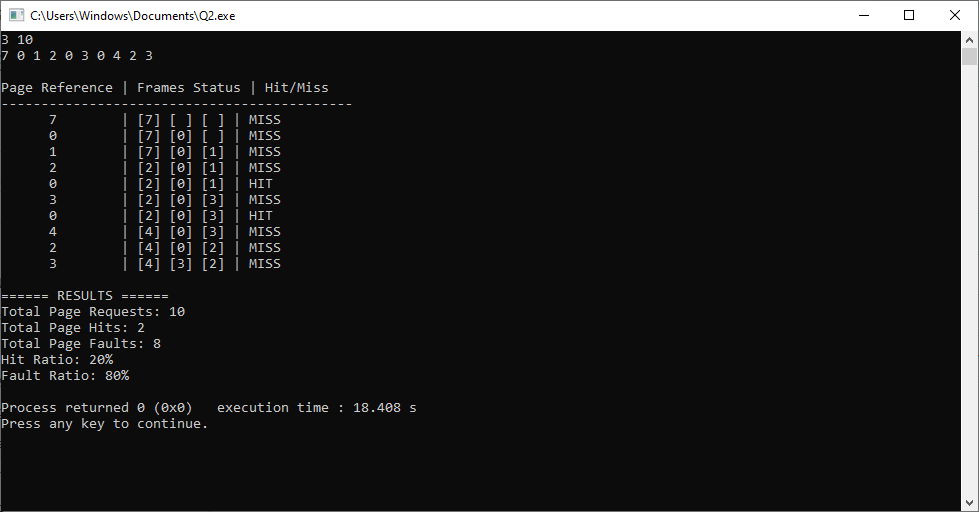 C:\Users\Windows\Documents\Q2.exe
3 10
7 0 1 2 0 3 0 4 2 3
Page Reference | Frames Status | Hit/Miss
--------------------------------------------
7 | [7] [ ] [ ] | MISS
0 | [7] [0] [ ] | MISS
1 | [7] [0] [1] | MISS
2 | [2] [0] [1] | MISS
0 | [2] [0] [1] | HIT
3 | [2] [0] [3] | MISS
0 | [2] [0] [3] | HIT
4 | [4] [0] [3] | MISS
2 | [4] [0] [2] | MISS
3 | [4] [3] [2] | MISS
====== RESULTS ======
Total Page Requests: 10
Total Page Hits: 2
Total Page Faults: 8
Hit Ratio: 20%
Fault Ratio: 80%
Process returned 0 (0x0)   execution time : 18.408 s
Press any key to continue.